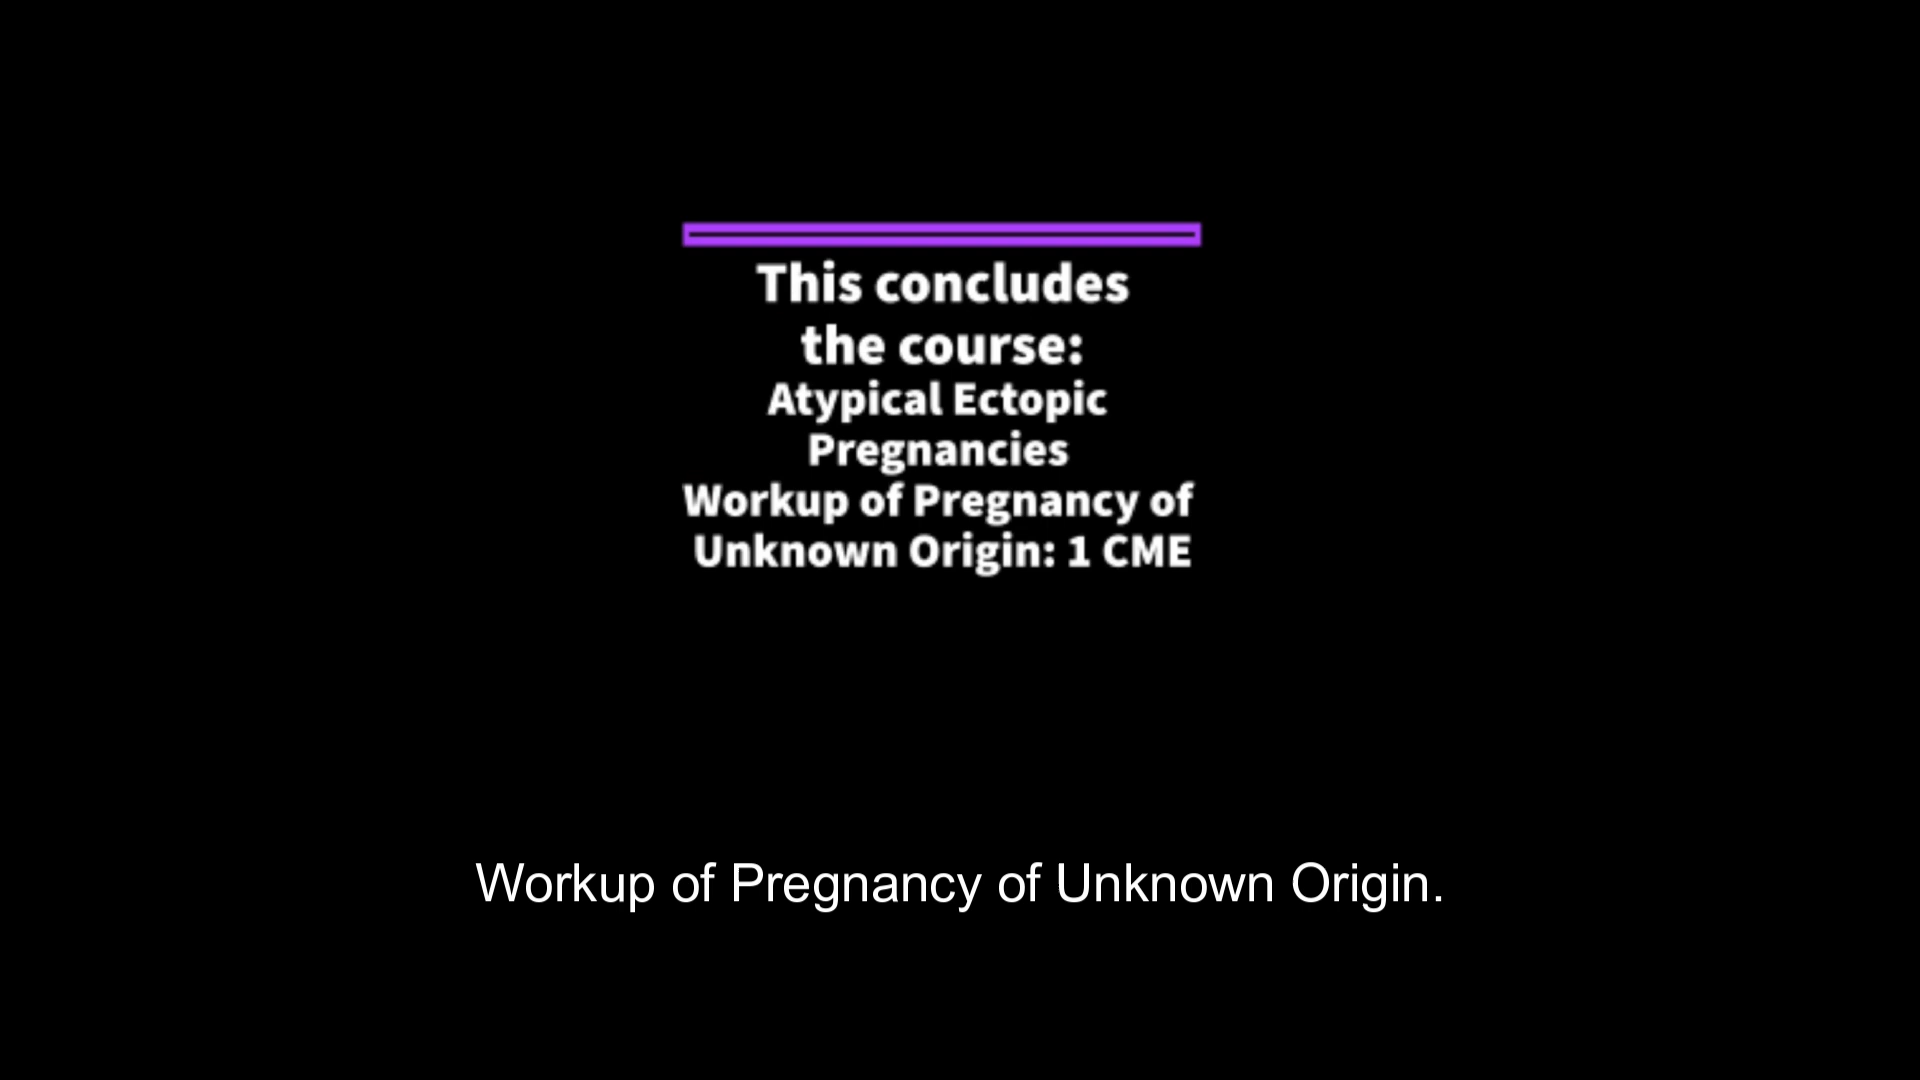 This concludes
the course:
Atypical Ectopic
Pregnancies
Workup of Pregnancy of
Unknown Origin: 1 CME
Workup of Pregnancy of Unknown Origin.